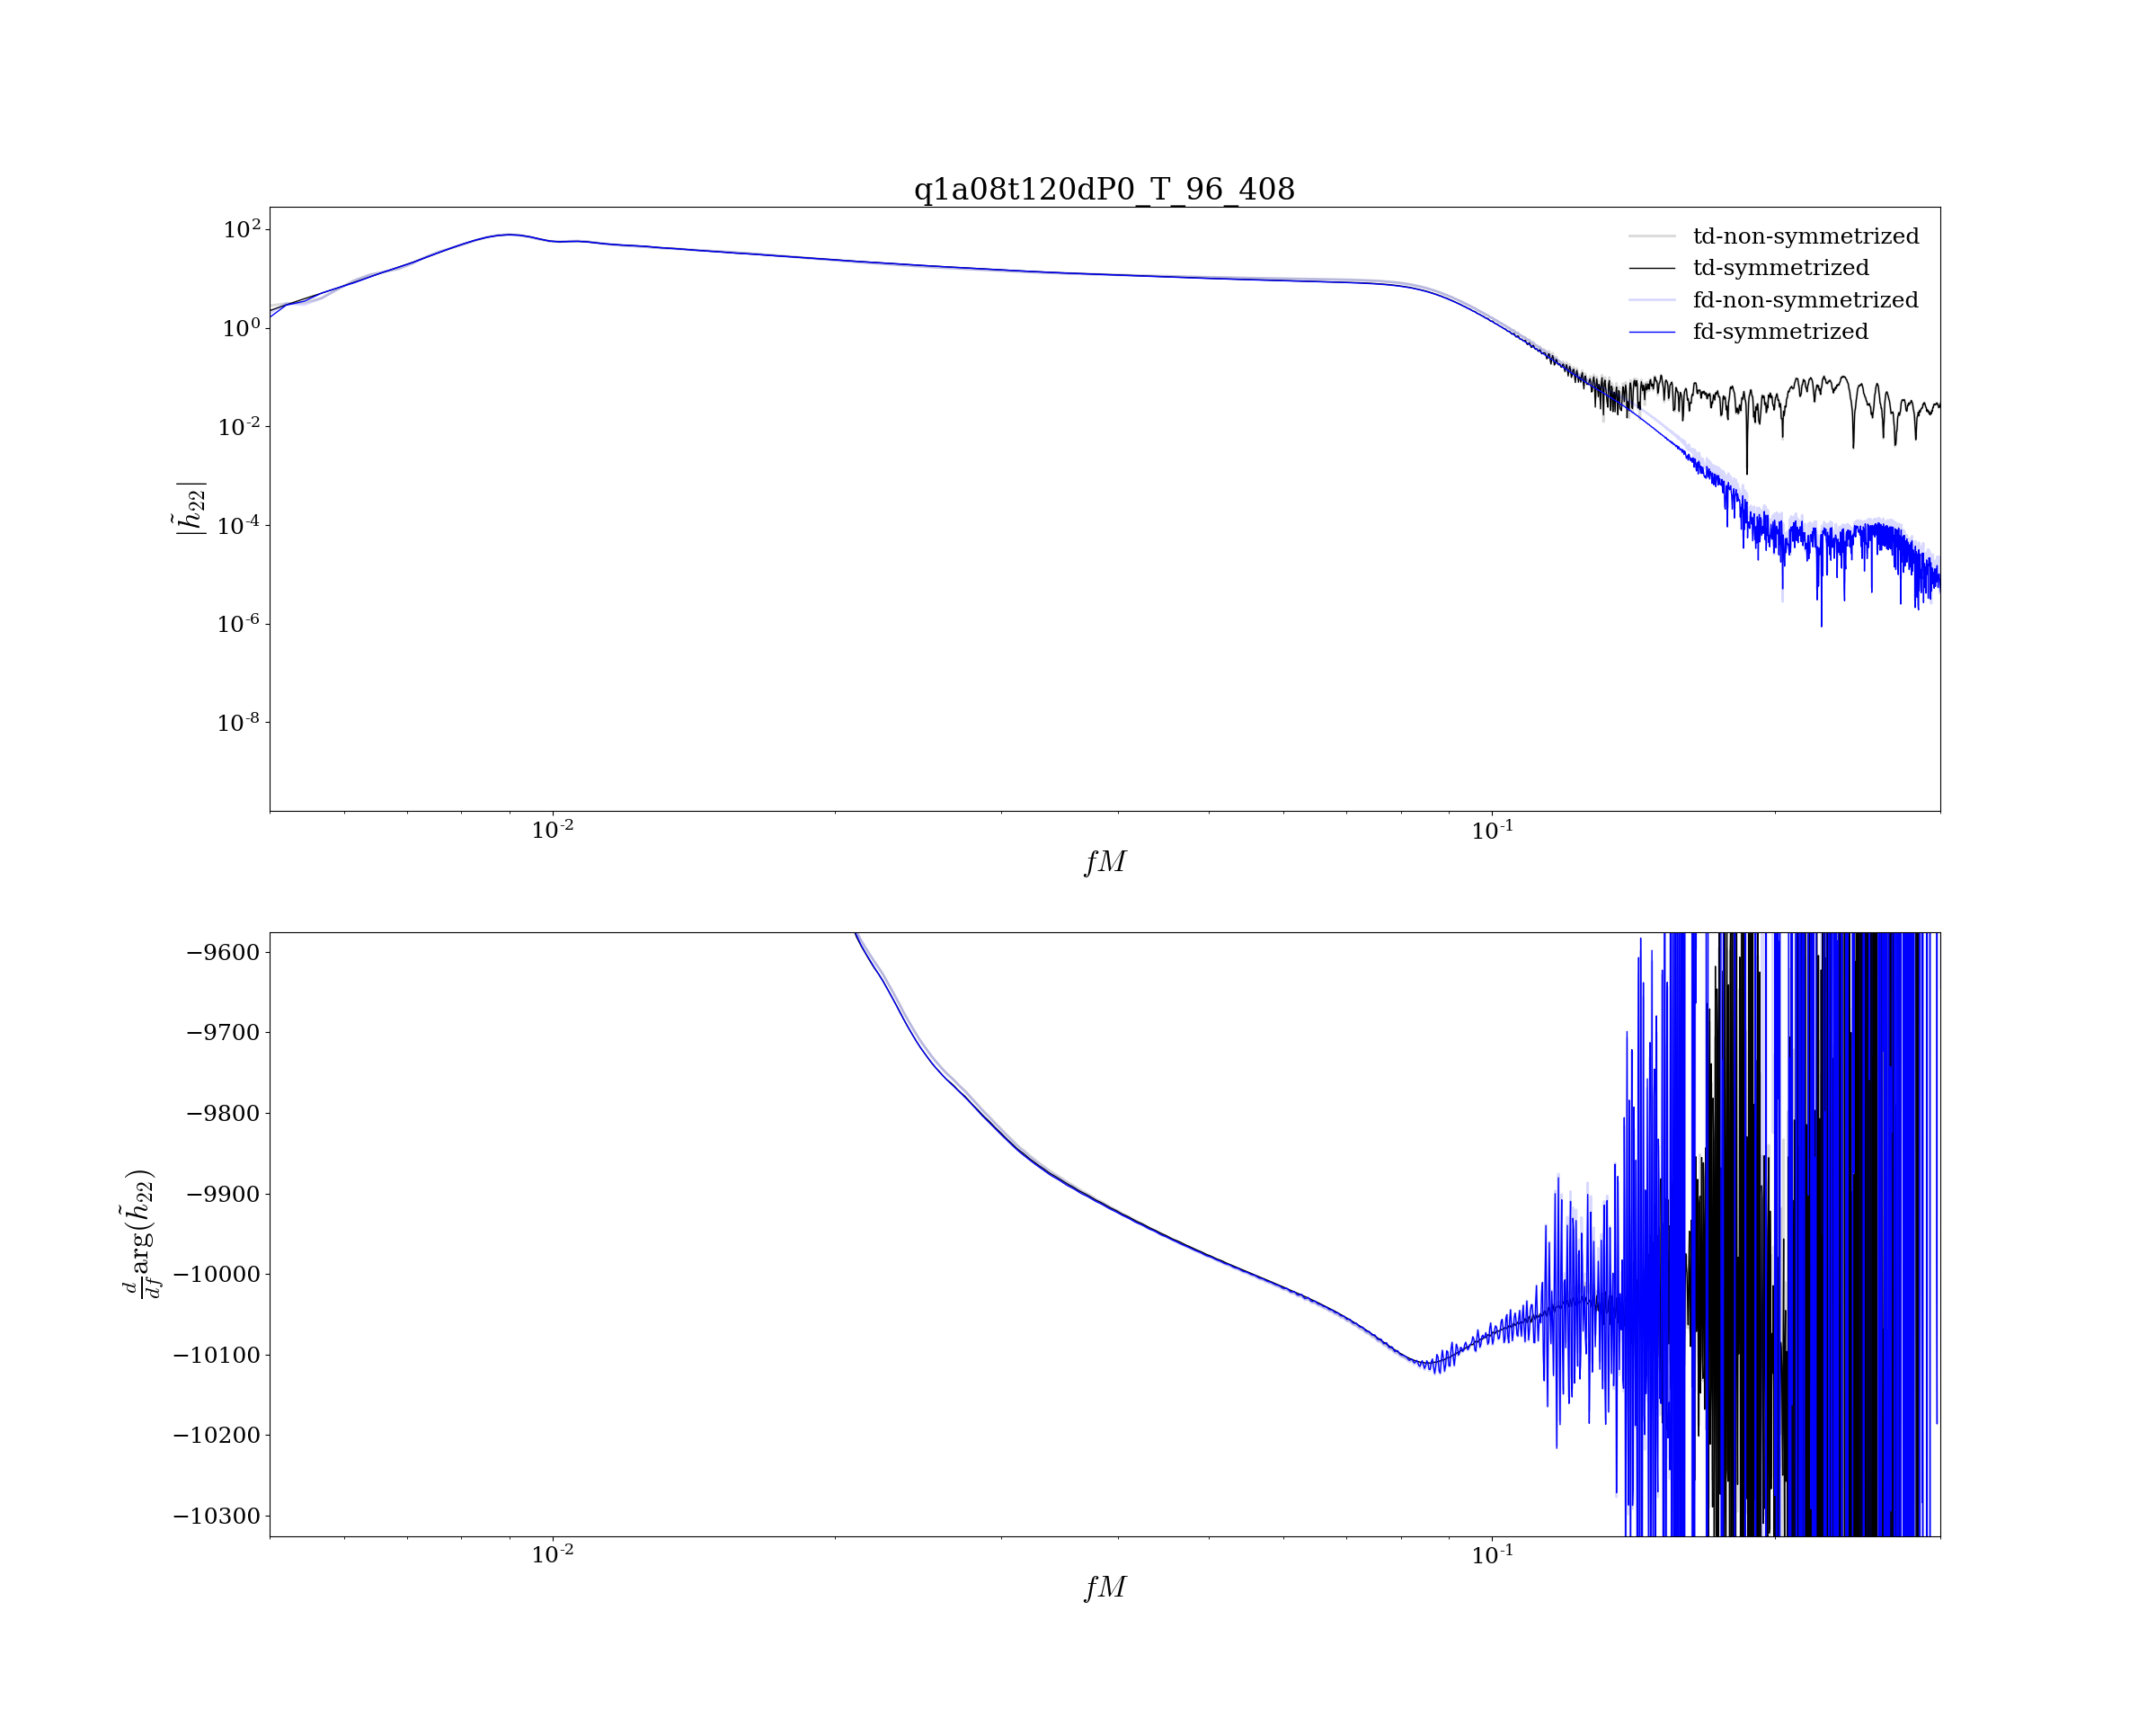 q1a08t120dP0_T_96_408
10^2
10^0
10^-2
10^-4
10^-6
10^-8
|h̃_22|
td-non-symmetrized
td-symmetrized
fd-non-symmetrized
fd-symmetrized
10^-2
10^-1
fM
−9600
−9700
−9800
−9900
−10000
−10100
−10200
−10300
d/df arg(h̃_22)
10^-2
10^-1
fM